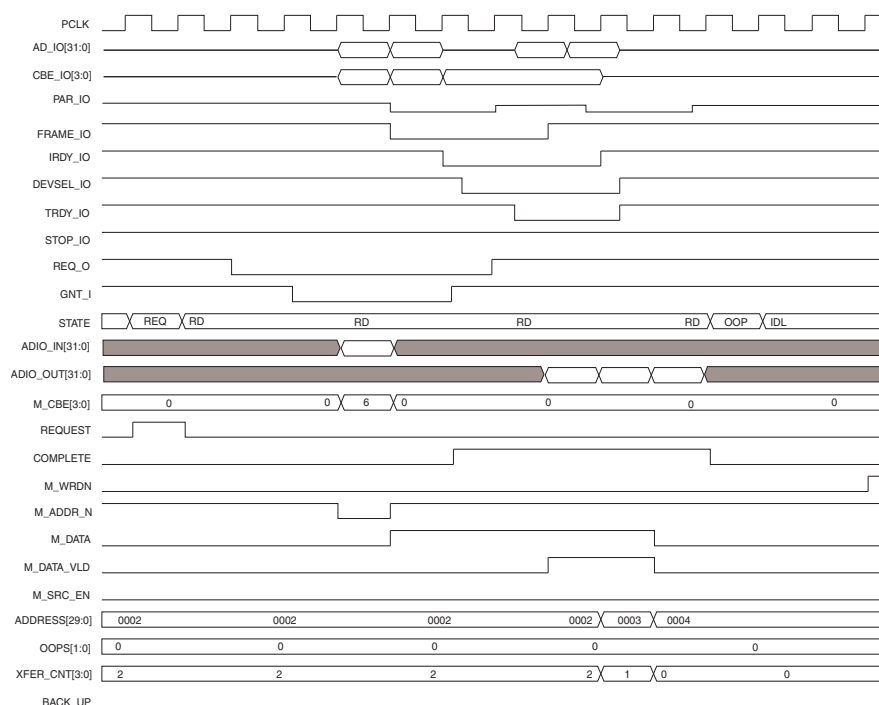 PCLK
AD_IO[31:0]
CBE_IO[3:0]
PAR_IO
FRAME_IO
IRDY_IO
DEVSEL_IO
TRDY_IO
STOP_IO
REQ_O
GNT_I
STATE REQ RD RD RD RD OOP IDL
ADIO_IN[31:0]
ADIO_OUT[31:0]
M_CBE[3:0] 0 0 6 0 0 0 0
REQUEST
COMPLETE
M_WRDN
M_ADDR_N
M_DATA
M_DATA_VLD
M_SRC_EN
ADDRESS[29:0] 0002 0002 0002 0002 0003 0004
OOPS[1:0] 0 0 0 0 0
XFER_CNT[3:0] 2 2 2 2 1 0 0
BACK_UP